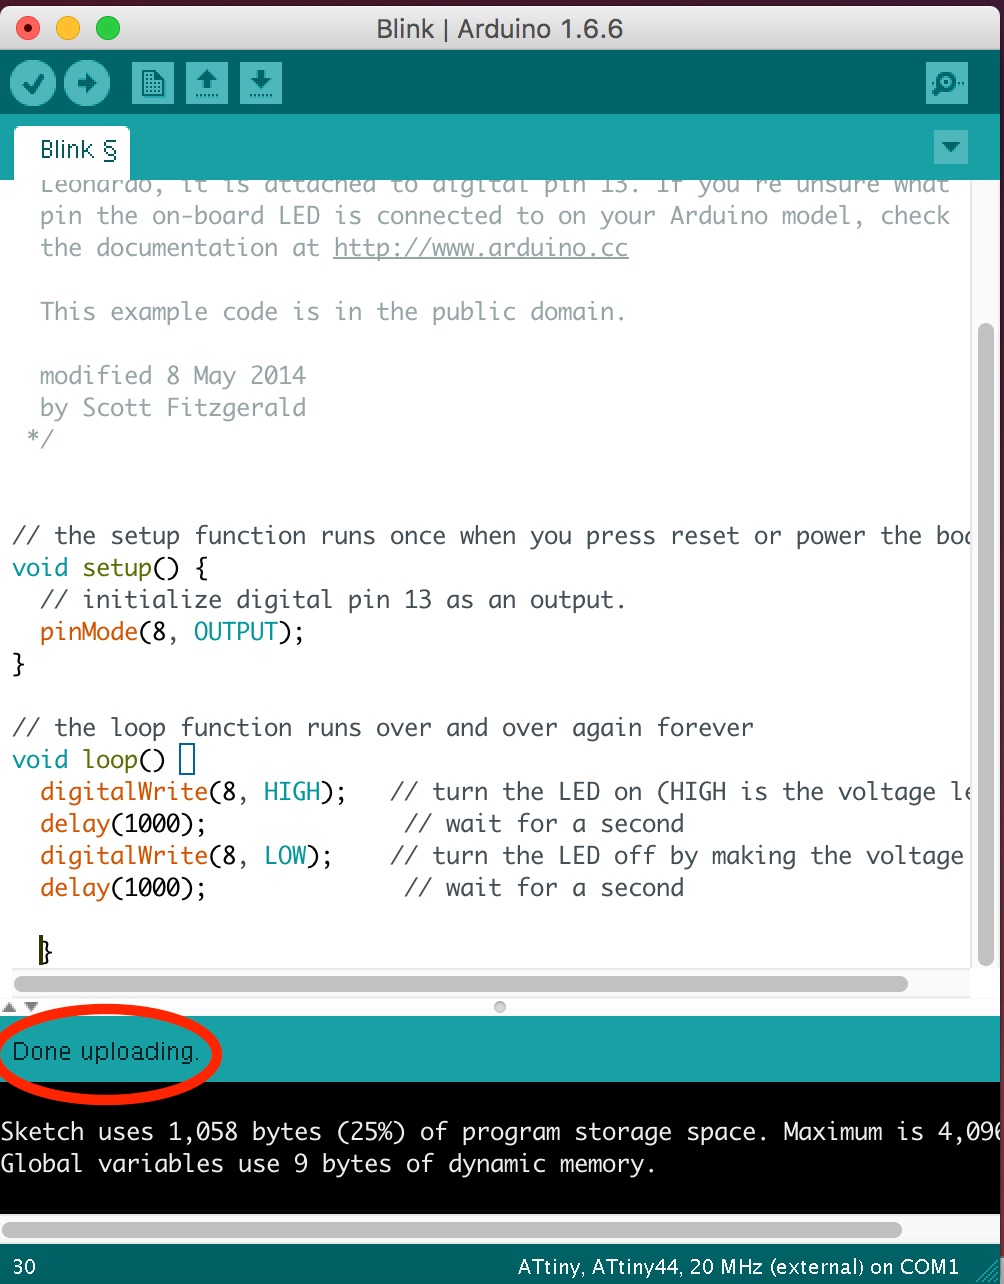 Blink | Arduino 1.6.6
Blink §
Leonardo, it is attached to digital pin 13. If you're unsure what
pin the on-board LED is connected to on your Arduino model, check
the documentation at http://www.arduino.cc
This example code is in the public domain.
modified 8 May 2014
by Scott Fitzgerald
*/
// the setup function runs once when you press reset or power the boa
void setup() {
// initialize digital pin 13 as an output.
pinMode(8, OUTPUT);
}
// the loop function runs over and over again forever
void loop()
digitalWrite(8, HIGH);   // turn the LED on (HIGH is the voltage le
delay(1000);              // wait for a second
digitalWrite(8, LOW);    // turn the LED off by making the voltage
delay(1000);              // wait for a second
}
Done uploading.
Sketch uses 1,058 bytes (25%) of program storage space. Maximum is 4,096
Global variables use 9 bytes of dynamic memory.
30
ATtiny, ATtiny44, 20 MHz (external) on COM1